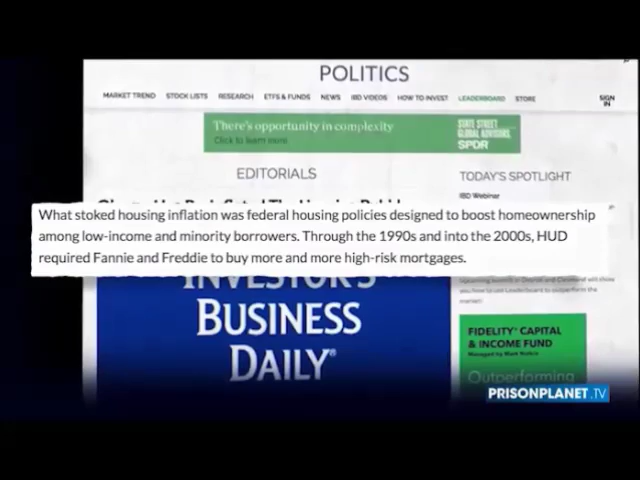 POLITICS
MARKET TREND STOCK LISTS RESEARCH ETFS & FUNDS NEWS IBD VIDEOS HOW TO INVEST LEADERBOARD STORE SIGN IN
There's opportunity in complexity
Click to learn more
STATE STREET
GLOBAL ADVISORS
SPDR
EDITORIALS
TODAY'S SPOTLIGHT
IBD Webinar
What stoked housing inflation was federal housing policies designed to boost homeownership
among low-income and minority borrowers. Through the 1990s and into the 2000s, HUD
required Fannie and Freddie to buy more and more high-risk mortgages.
INVESTOR'S
BUSINESS
DAILY®
market!
FIDELITY® CAPITAL
& INCOME FUND
Managed by Mark Notkin
Outperforming
PRISONPLANET.TV